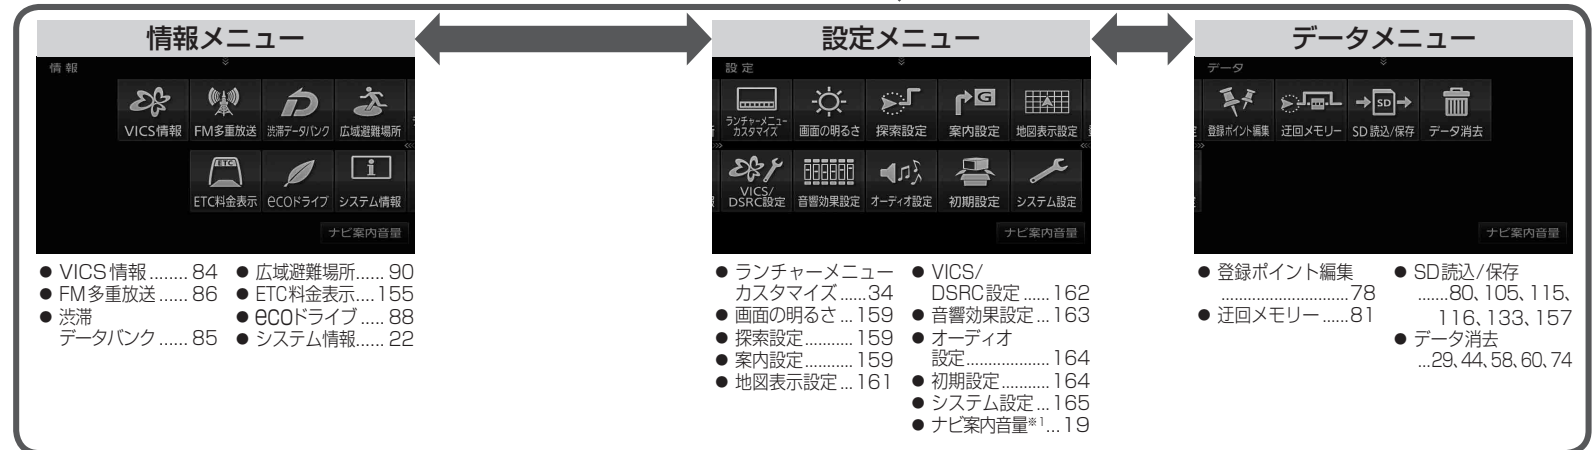 情報メニュー
情報
VICS情報 FM多重放送 渋滞データバンク 広域避難場所
ETC
ETC料金表示 ecoドライブ システム情報
ナビ案内音量
● VICS情報........84
● FM多重放送......86
● 渋滞
データバンク......85
● 広域避難場所......90
● ETC料金表示....155
● ecoドライブ.....88
● システム情報......22
設定メニュー
設定
ランチャーメニュー
カスタマイズ 画面の明るさ 探索設定 案内設定 地図表示設定
VICS/
DSRC設定 音響効果設定 オーディオ設定 初期設定 システム設定
ナビ案内音量
● ランチャーメニュー
カスタマイズ......34
● 画面の明るさ...159
● 探索設定...........159
● 案内設定...........159
● 地図表示設定...161
● VICS/
DSRC設定......162
● 音響効果設定...163
● オーディオ
設定....................164
● 初期設定...........164
● システム設定...165
● ナビ案内音量※1...19
データメニュー
データ
登録ポイント編集 迂回メモリー SD読込/保存 データ消去
ナビ案内音量
● 登録ポイント編集
..............................78
● 迂回メモリー......81
● SD読込/保存
.......80、105、115、
116、133、157
● データ消去
...29、44、58、60、74